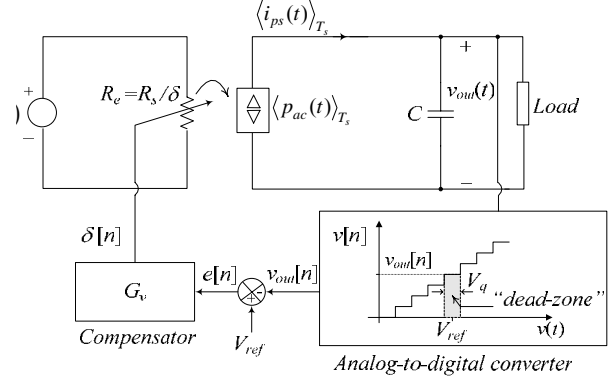 ⟨i_ps(t)⟩_Ts
+
−
R_e=R_s/δ
⟨p_ac(t)⟩_Ts
C
+
v_out(t)
−
Load
δ[n]
G_v
Compensator
e[n]
-
+
V_ref
v_out[n]
v[n]
v_out[n]
V_q
“dead-zone”
V_ref
v(t)
Analog-to-digital converter